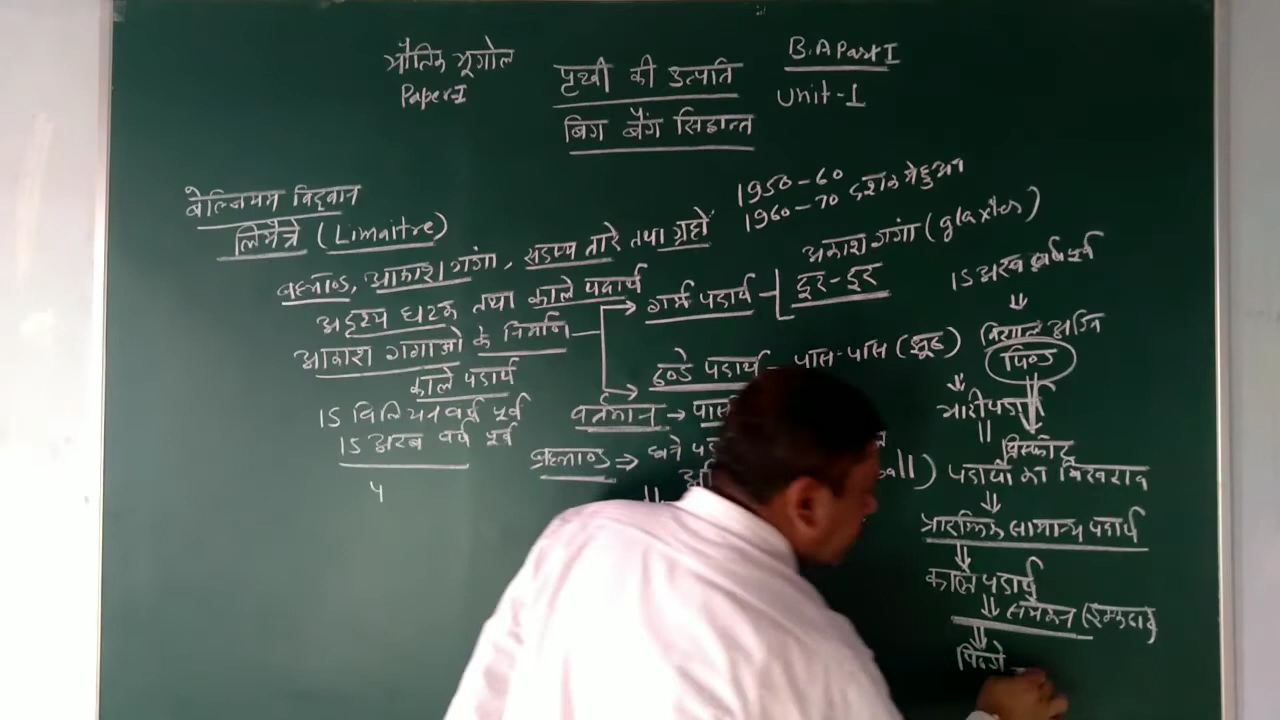 भौतिक भूगोल
Paper-I
पृथ्वी की उत्पति
बिग बैंग सिद्धान्त
B.A Part I
Unit-I
बेल्जियम विद्वान
लिमैत्रे (Limaitre)
1950-60
1960-70 दशक में हुआ
ब्रह्माण्ड, आकाश गंगा, सडप्प तारे तथा ग्रहों
अदृश्य घटक तथा काले पदार्थ
आकाश गंगाओ के निर्माण
काले पदार्थ
15 बिलियन वर्ष पूर्व
15 अरब वर्ष पूर्व
गर्म पदार्थ
आकाश गंगा (glaxies)
दूर-दूर
ठण्डे पदार्थ - पास-पास (झुंड)
वर्तमान →
ब्रह्माण्ड ⇒
15 अरब वर्ष पूर्व
विशाल अग्नि
पिण्ड
भारी पदार्थ
विस्फोट
पदार्थो का बिखराव
प्रारम्भिक सामान्य पदार्थ
काले पदार्थ